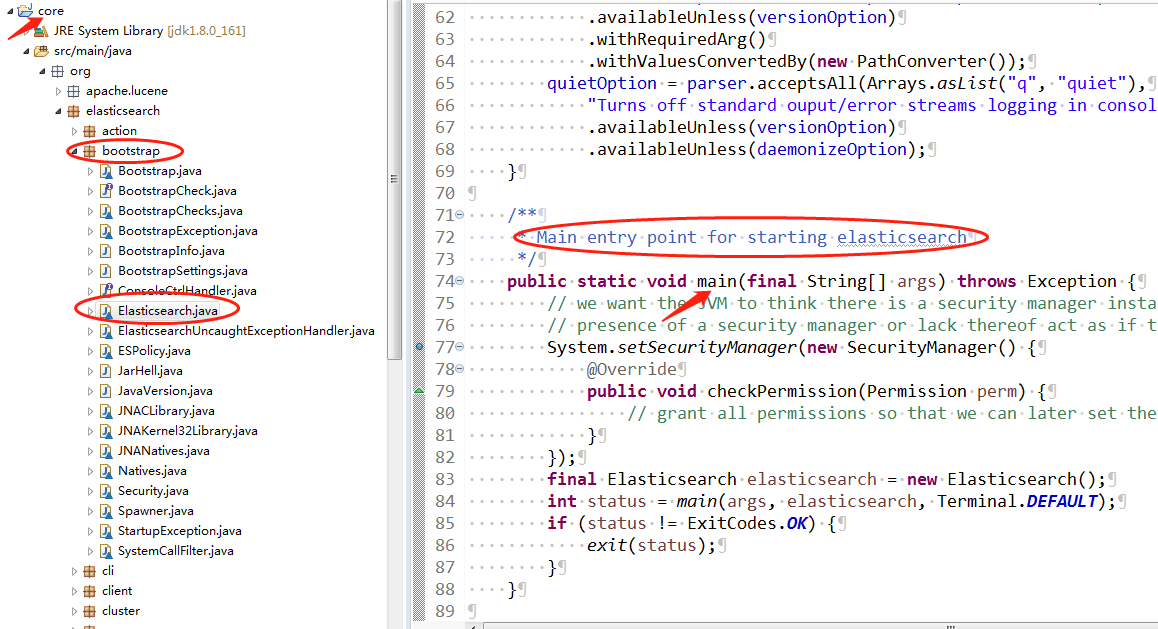 core
JRE System Library [jdk1.8.0_161]
src/main/java
org
apache.lucene
elasticsearch
action
bootstrap
Bootstrap.java
BootstrapCheck.java
BootstrapChecks.java
BootstrapException.java
BootstrapInfo.java
BootstrapSettings.java
ConsoleCtrlHandler.java
Elasticsearch.java
ElasticsearchUncaughtExceptionHandler.java
ESPolicy.java
JarHell.java
JavaVersion.java
JNACLibrary.java
JNAKernel32Library.java
JNANatives.java
Natives.java
Security.java
Spawner.java
StartupException.java
SystemCallFilter.java
cli
client
cluster
62 .availableUnless(versionOption)
63 .withRequiredArg()
64 .withValuesConvertedBy(new PathConverter());
65 quietOption = parser.acceptsAll(Arrays.asList("q", "quiet"),
66 "Turns off standard ouput/error streams logging in consol
67 .availableUnless(versionOption)
68 .availableUnless(daemonizeOption);
69 }
70
71 /**
72 * Main entry point for starting elasticsearch
73 */
74 public static void main(final String[] args) throws Exception {
75 // we want the JVM to think there is a security manager insta
76 // presence of a security manager or lack thereof act as if t
77 System.setSecurityManager(new SecurityManager() {
78 @Override
79 public void checkPermission(Permission perm) {
80 // grant all permissions so that we can later set the
81 }
82 });
83 final Elasticsearch elasticsearch = new Elasticsearch();
84 int status = main(args, elasticsearch, Terminal.DEFAULT);
85 if (status != ExitCodes.OK) {
86 exit(status);
87 }
88 }
89